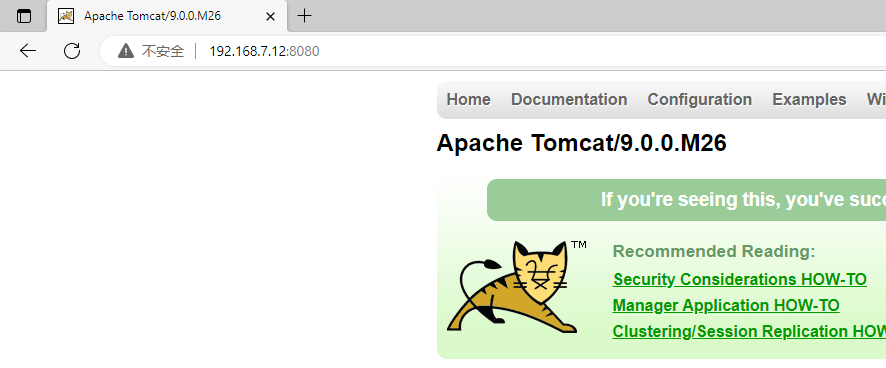 Apache Tomcat/9.0.0.M26
不安全 192.168.7.12:8080
Home Documentation Configuration Examples Wi
Apache Tomcat/9.0.0.M26
If you're seeing this, you've succ
TM
Recommended Reading:
Security Considerations HOW-TO
Manager Application HOW-TO
Clustering/Session Replication HOW